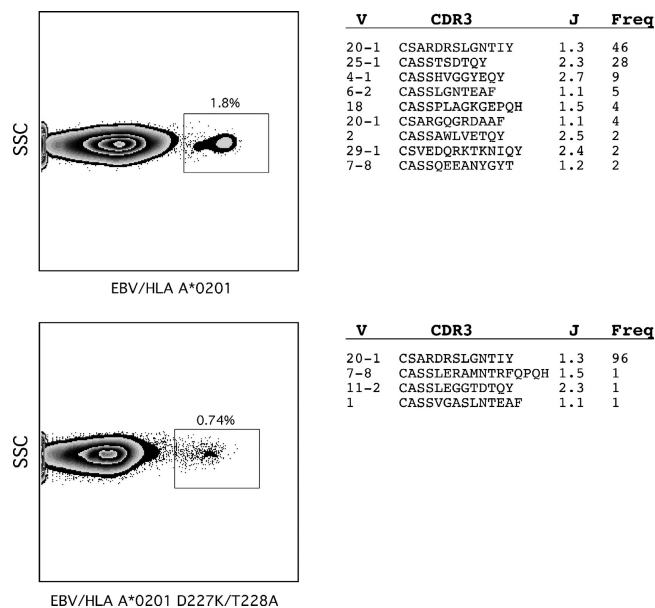 V CDR3 J Freq
20-1 CSARDRSLGNTIY 1.3 46
25-1 CASSTSDTQY 2.3 28
4-1 CASSHVGGYEQY 2.7 9
6-2 CASSLGNTEAF 1.1 5
18 CASSPLAGKGEPQH 1.5 4
20-1 CSARGQGRDAAF 1.1 4
2 CASSAWLVETQY 2.5 2
29-1 CSVEDQRKTKNIQY 2.4 2
7-8 CASSQEEANYGYT 1.2 2
1.8%
SSC
EBV/HLA A*0201
V CDR3 J Freq
20-1 CSARDRSLGNTIY 1.3 96
7-8 CASSLERAMNTRFQPQH 1.5 1
11-2 CASSLEGGTDTQY 2.3 1
1 CASSVGASLNTEAF 1.1 1
0.74%
SSC
EBV/HLA A*0201 D227K/T228A